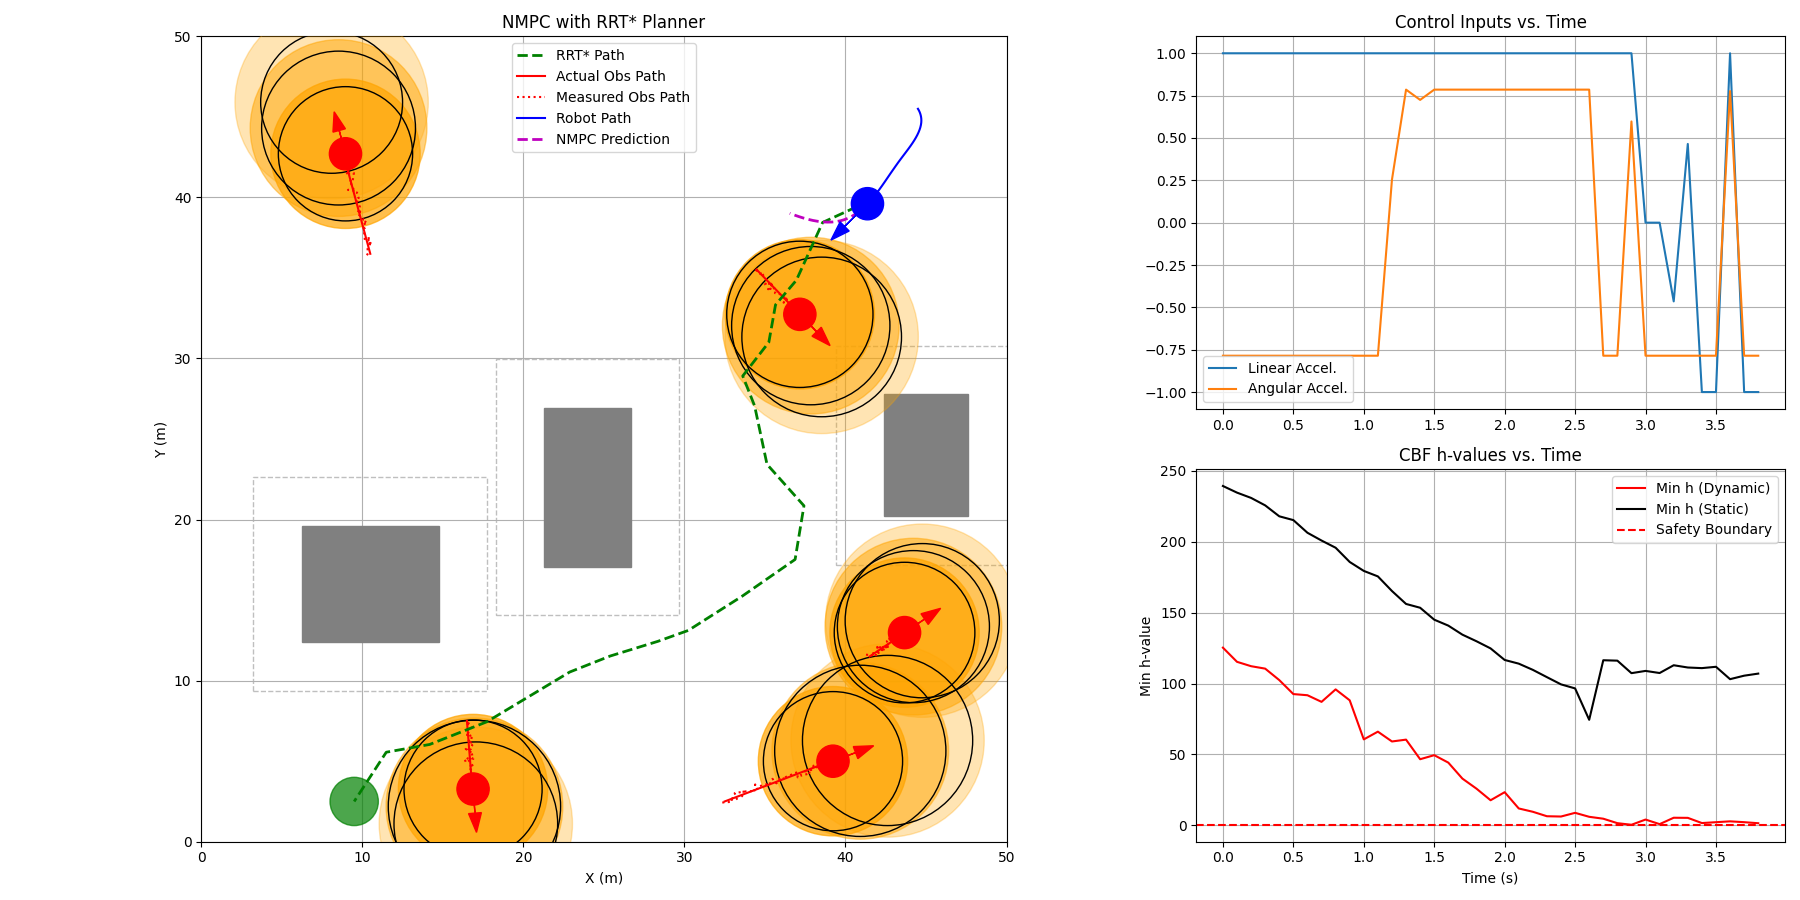 NMPC with RRT* Planner
RRT* Path
Actual Obs Path
Measured Obs Path
Robot Path
NMPC Prediction
50
40
30
20
10
0
Y (m)
0 10 20 30 40 50
X (m)
Control Inputs vs. Time
1.00
0.75
0.50
0.25
0.00
−0.25
−0.50
−0.75
−1.00
Linear Accel.
Angular Accel.
0.0 0.5 1.0 1.5 2.0 2.5 3.0 3.5
CBF h-values vs. Time
Min h (Dynamic)
Min h (Static)
Safety Boundary
250
200
150
100
50
0
Min h-value
0.0 0.5 1.0 1.5 2.0 2.5 3.0 3.5
Time (s)